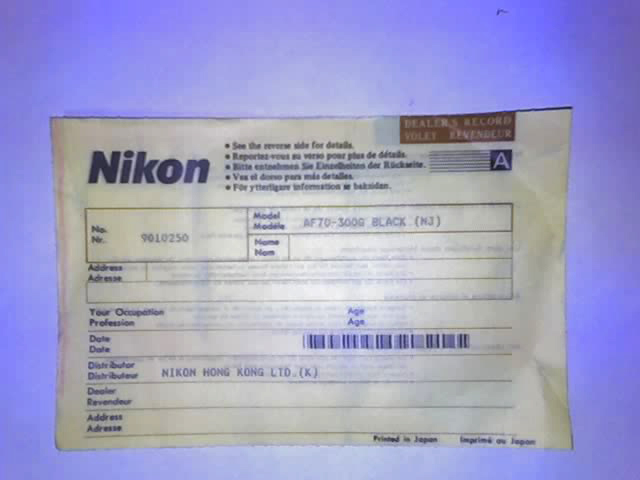 DEALER'S RECORD
VOLET REVENDEUR
Nikon
• See the reverse side for details.
• Reportez-vous au verso pour plus de détails.
• Bitte entnehmen Sie Einzelheiten der Rückseite.
• Vea el dorso para más detalles.
• För ytterligare information se baksidan.
A
No.
Nr.
9010250
Model
Modèle
AF70-300G BLACK (NJ)
Name
Nom
Address
Adresse
Your Occupation
Profession
Age
Age
Date
Date
Distributor
Distributeur
NIKON HONG KONG LTD.(K)
Dealer
Revendeur
Address
Adresse
Printed in Japan Imprimé au Japon